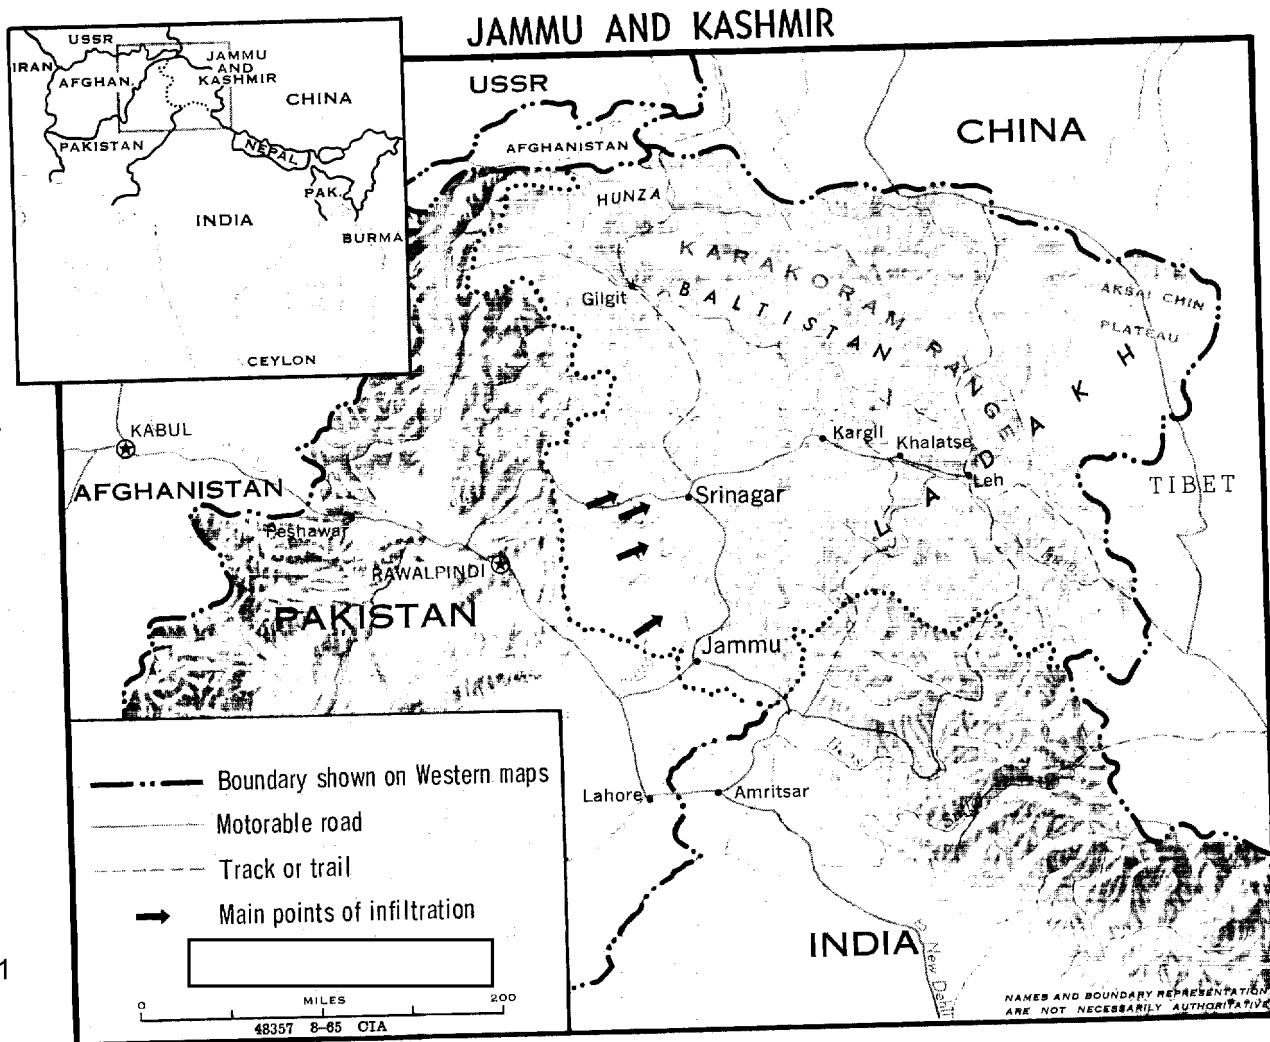 JAMMU AND KASHMIR
USSR
IRAN
AFGHAN.
JAMMU
AND
KASHMIR
CHINA
PAKISTAN
NEPAL
PAK.
INDIA
BURMA
CEYLON
USSR
CHINA
AFGHANISTAN
HUNZA
KARAKORAM RANGE
BALTISTAN
Gilgit
AKSAI CHIN
PLATEAU
LADAKH
KABUL
Kargil
Khalatse
Leh
AFGHANISTAN
Srinagar
TIBET
Peshawar
RAWALPINDI
PAKISTAN
Jammu
Lahore
Amritsar
INDIA
to New Delhi
Boundary shown on Western maps
Motorable road
Track or trail
Main points of infiltration
0 MILES 200
48357 8-65 CIA
NAMES AND BOUNDARY REPRESENTATION
ARE NOT NECESSARILY AUTHORITATIVE
1